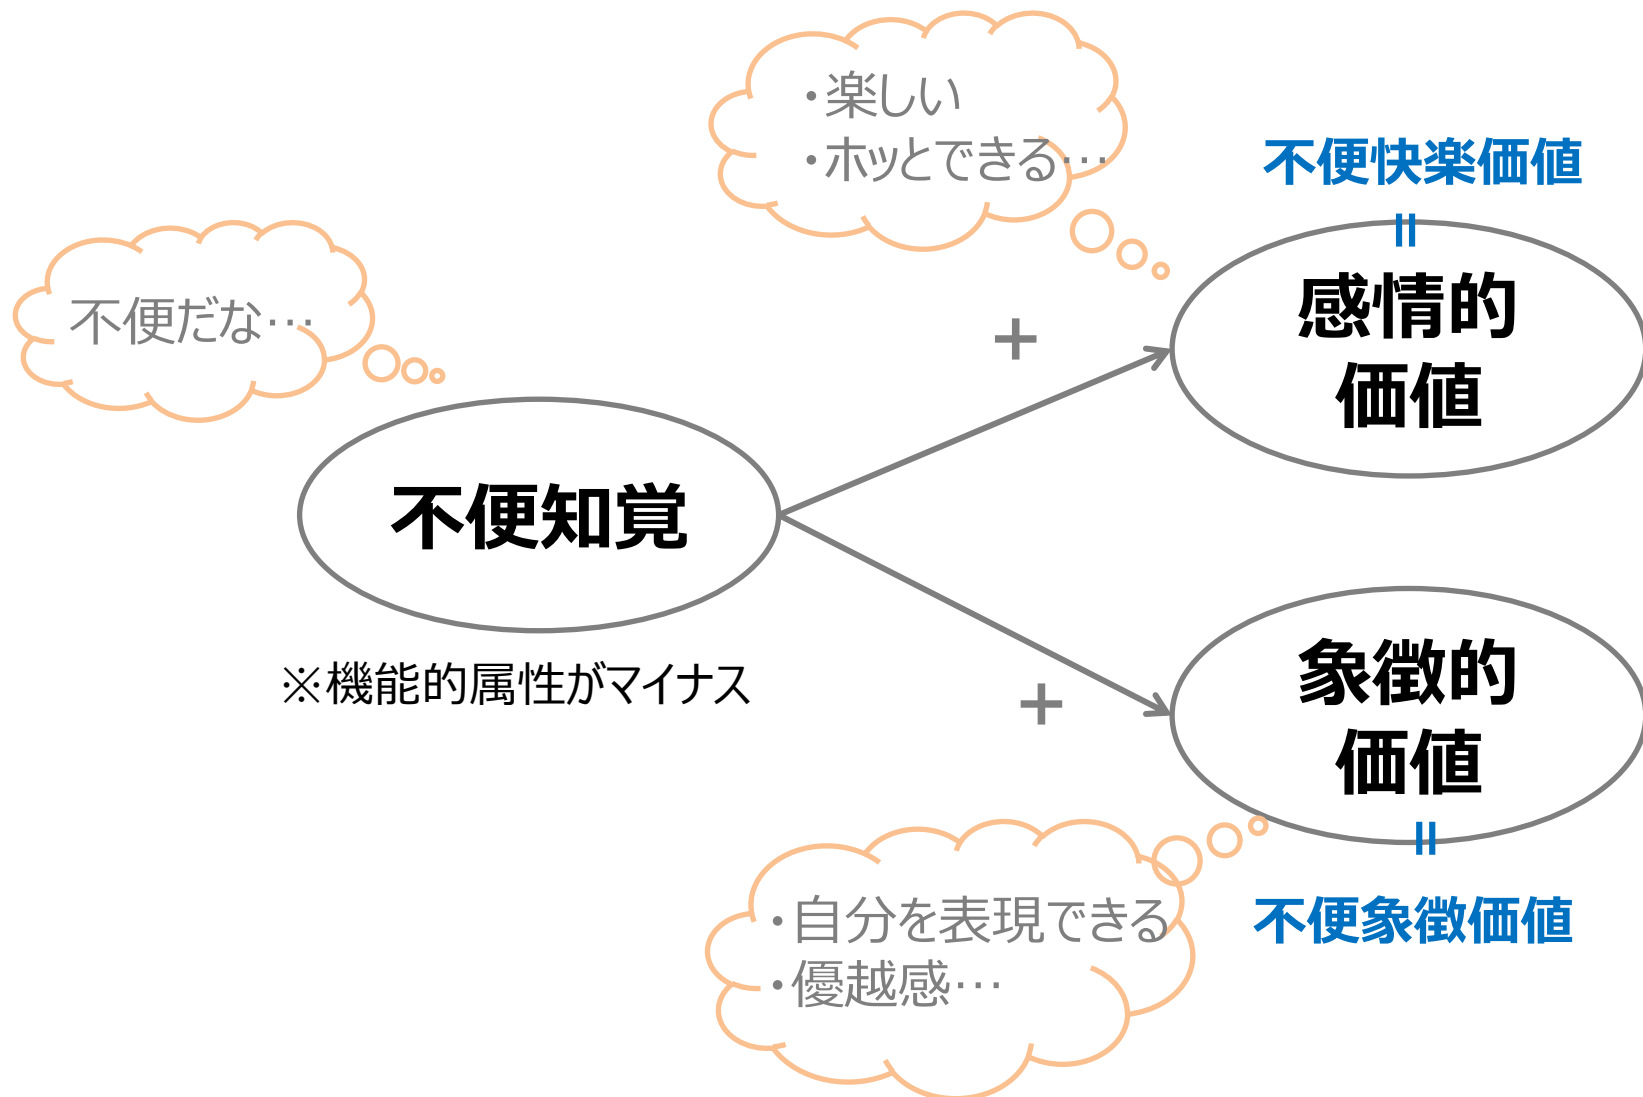 ・楽しい
・ホッとできる…
不便快楽価値
=
感情的
価値
不便だな…
+
不便知覚
※機能的属性がマイナス
+
象徴的
価値
=
不便象徴価値
・自分を表現できる
・優越感…